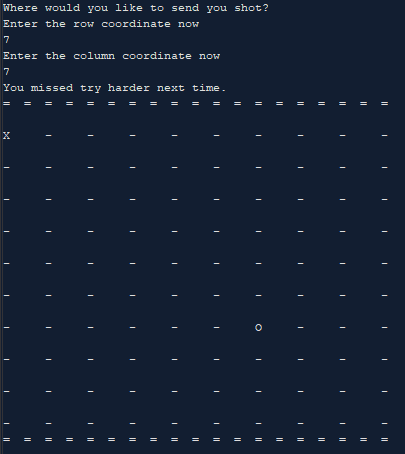 Where would you like to send you shot?
Enter the row coordinate now
7
Enter the column coordinate now
7
You missed try harder next time.
= = = = = = = = = = = = = = = = = = =
X - - - - - - - - -
- - - - - - - - - -
- - - - - - - - - -
- - - - - - - - - -
- - - - - - - - - -
- - - - - - - - - -
- - - - - - O - - -
- - - - - - - - - -
- - - - - - - - - -
- - - - - - - - - -
= = = = = = = = = = = = = = = = = = =